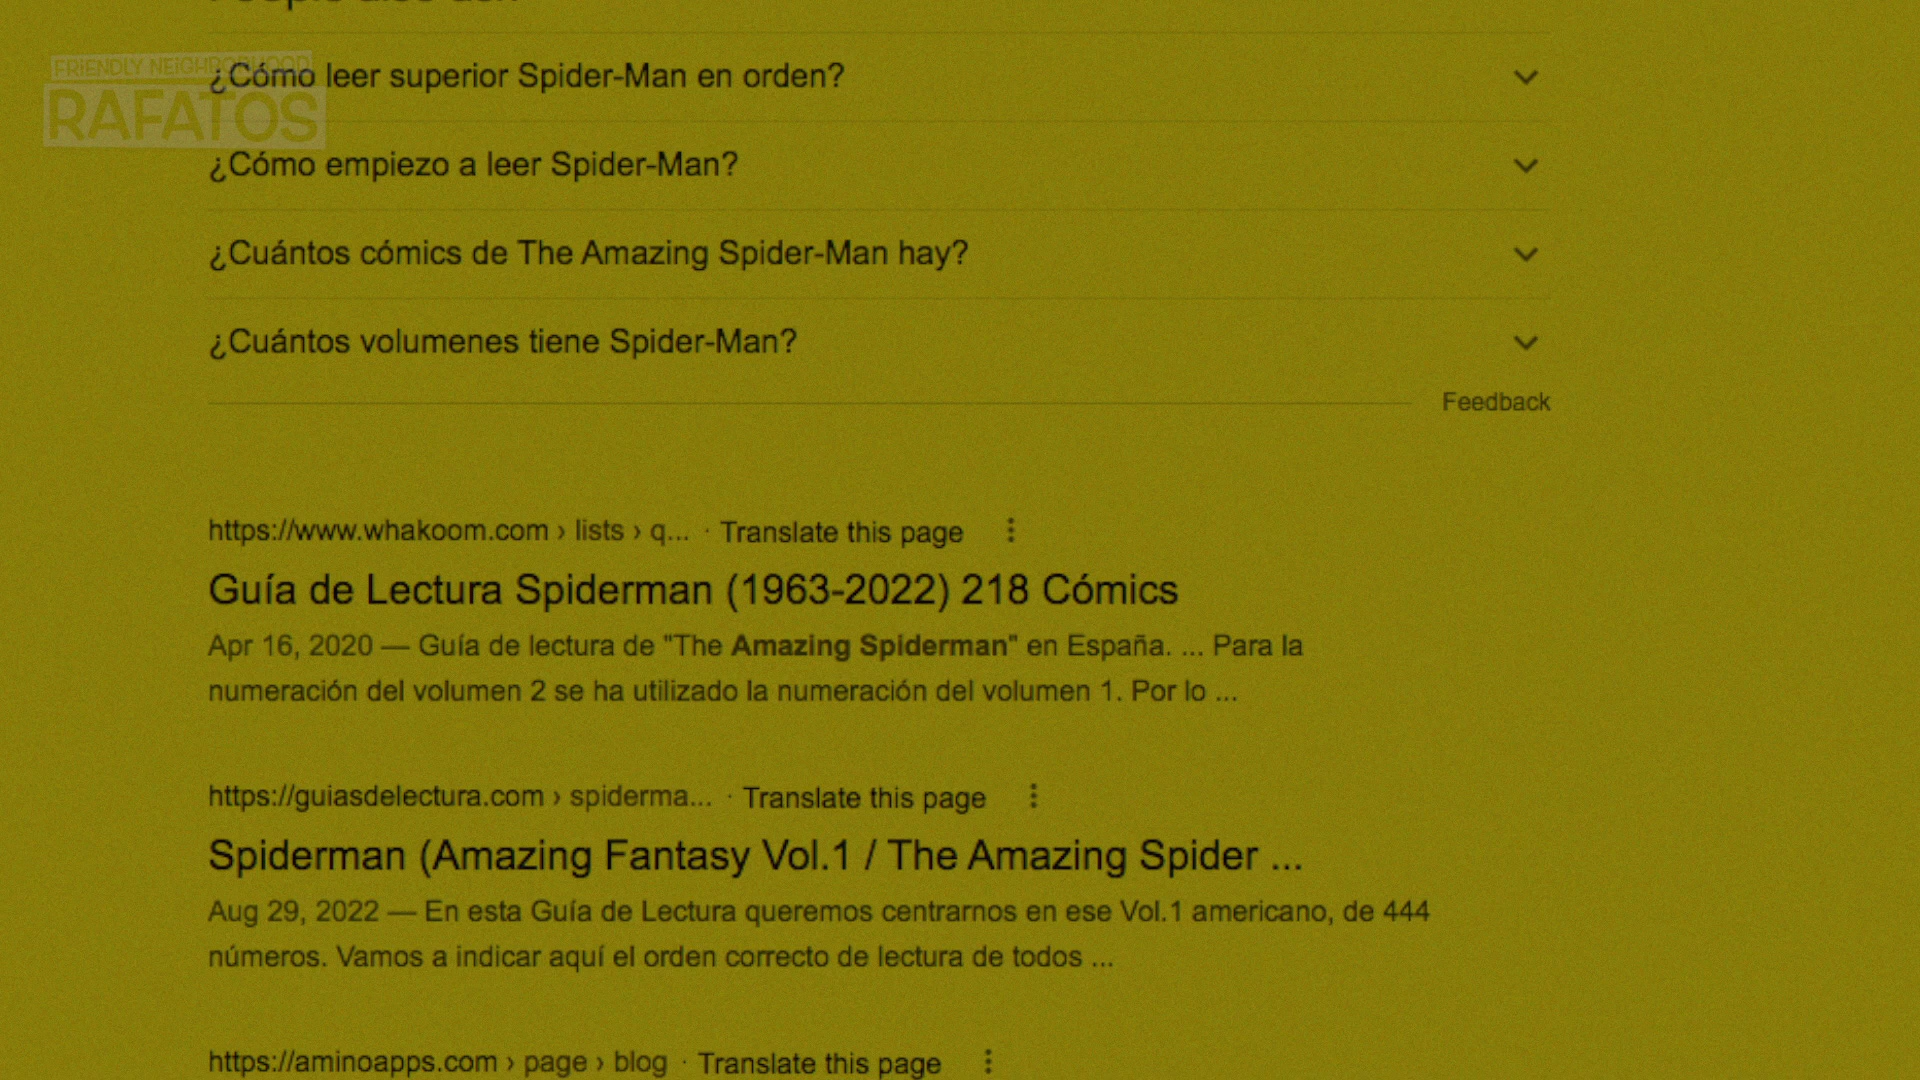 People also ask
FRIENDLY NEIGHBORHOOD
RAFATOS
¿Cómo leer superior Spider-Man en orden?
¿Cómo empiezo a leer Spider-Man?
¿Cuántos cómics de The Amazing Spider-Man hay?
¿Cuántos volumenes tiene Spider-Man?
Feedback
https://www.whakoom.com › lists › q... · Translate this page
Guía de Lectura Spiderman (1963-2022) 218 Cómics
Apr 16, 2020 — Guía de lectura de "The Amazing Spiderman" en España. ... Para la
numeración del volumen 2 se ha utilizado la numeración del volumen 1. Por lo ...
https://guiasdelectura.com › spiderma... · Translate this page
Spiderman (Amazing Fantasy Vol.1 / The Amazing Spider ...
Aug 29, 2022 — En esta Guía de Lectura queremos centrarnos en ese Vol.1 americano, de 444
números. Vamos a indicar aquí el orden correcto de lectura de todos ...
https://aminoapps.com › page › blog · Translate this page